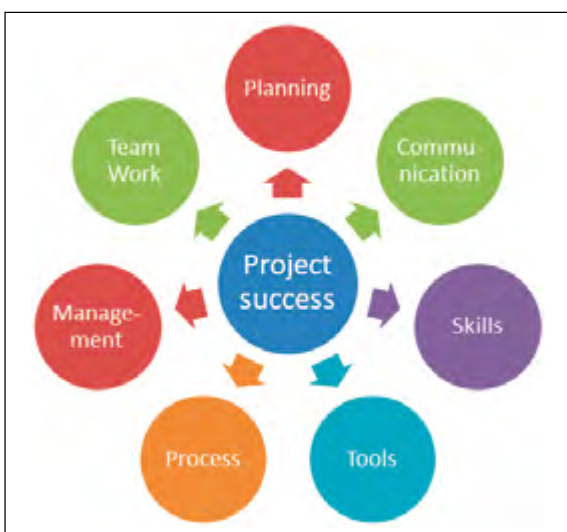 Planning
Team
Work
Commu-
nication
Project
success
Manage-
ment
Skills
Process
Tools